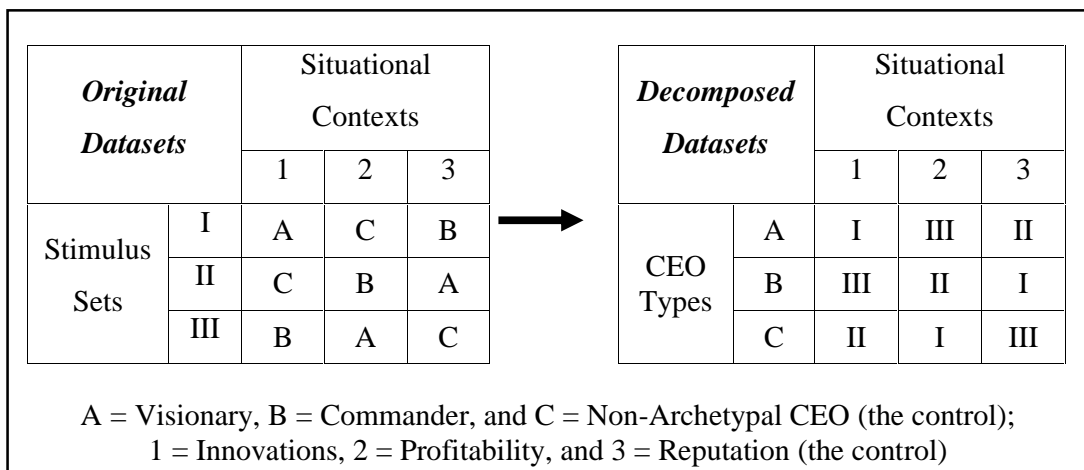 Original Datasets
Situational Contexts
1 2 3
Stimulus Sets
I A C B
II C B A
III B A C
Decomposed Datasets
Situational Contexts
1 2 3
CEO Types
A I III II
B III II I
C II I III
A = Visionary, B = Commander, and C = Non-Archetypal CEO (the control);
1 = Innovations, 2 = Profitability, and 3 = Reputation (the control)